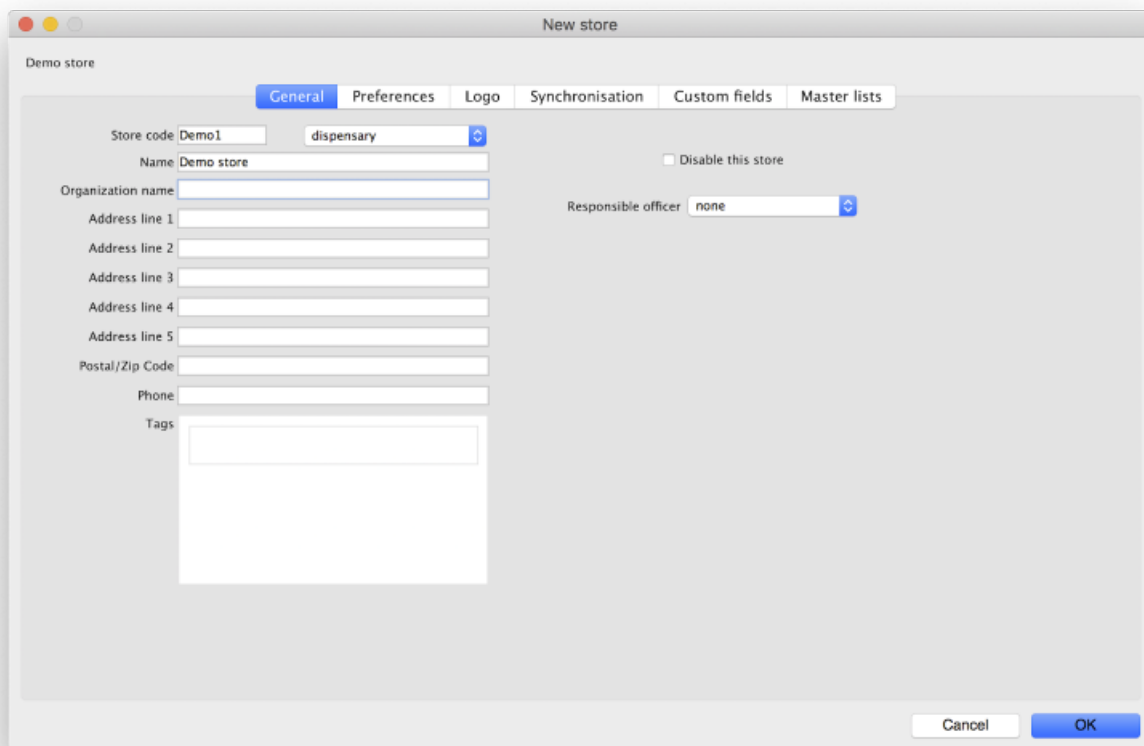 New store
Demo store
General Preferences Logo Synchronisation Custom fields Master lists
Store code Demo1 dispensary
Name Demo store
Disable this store
Organization name
Responsible officer none
Address line 1
Address line 2
Address line 3
Address line 4
Address line 5
Postal/Zip Code
Phone
Tags
Cancel OK